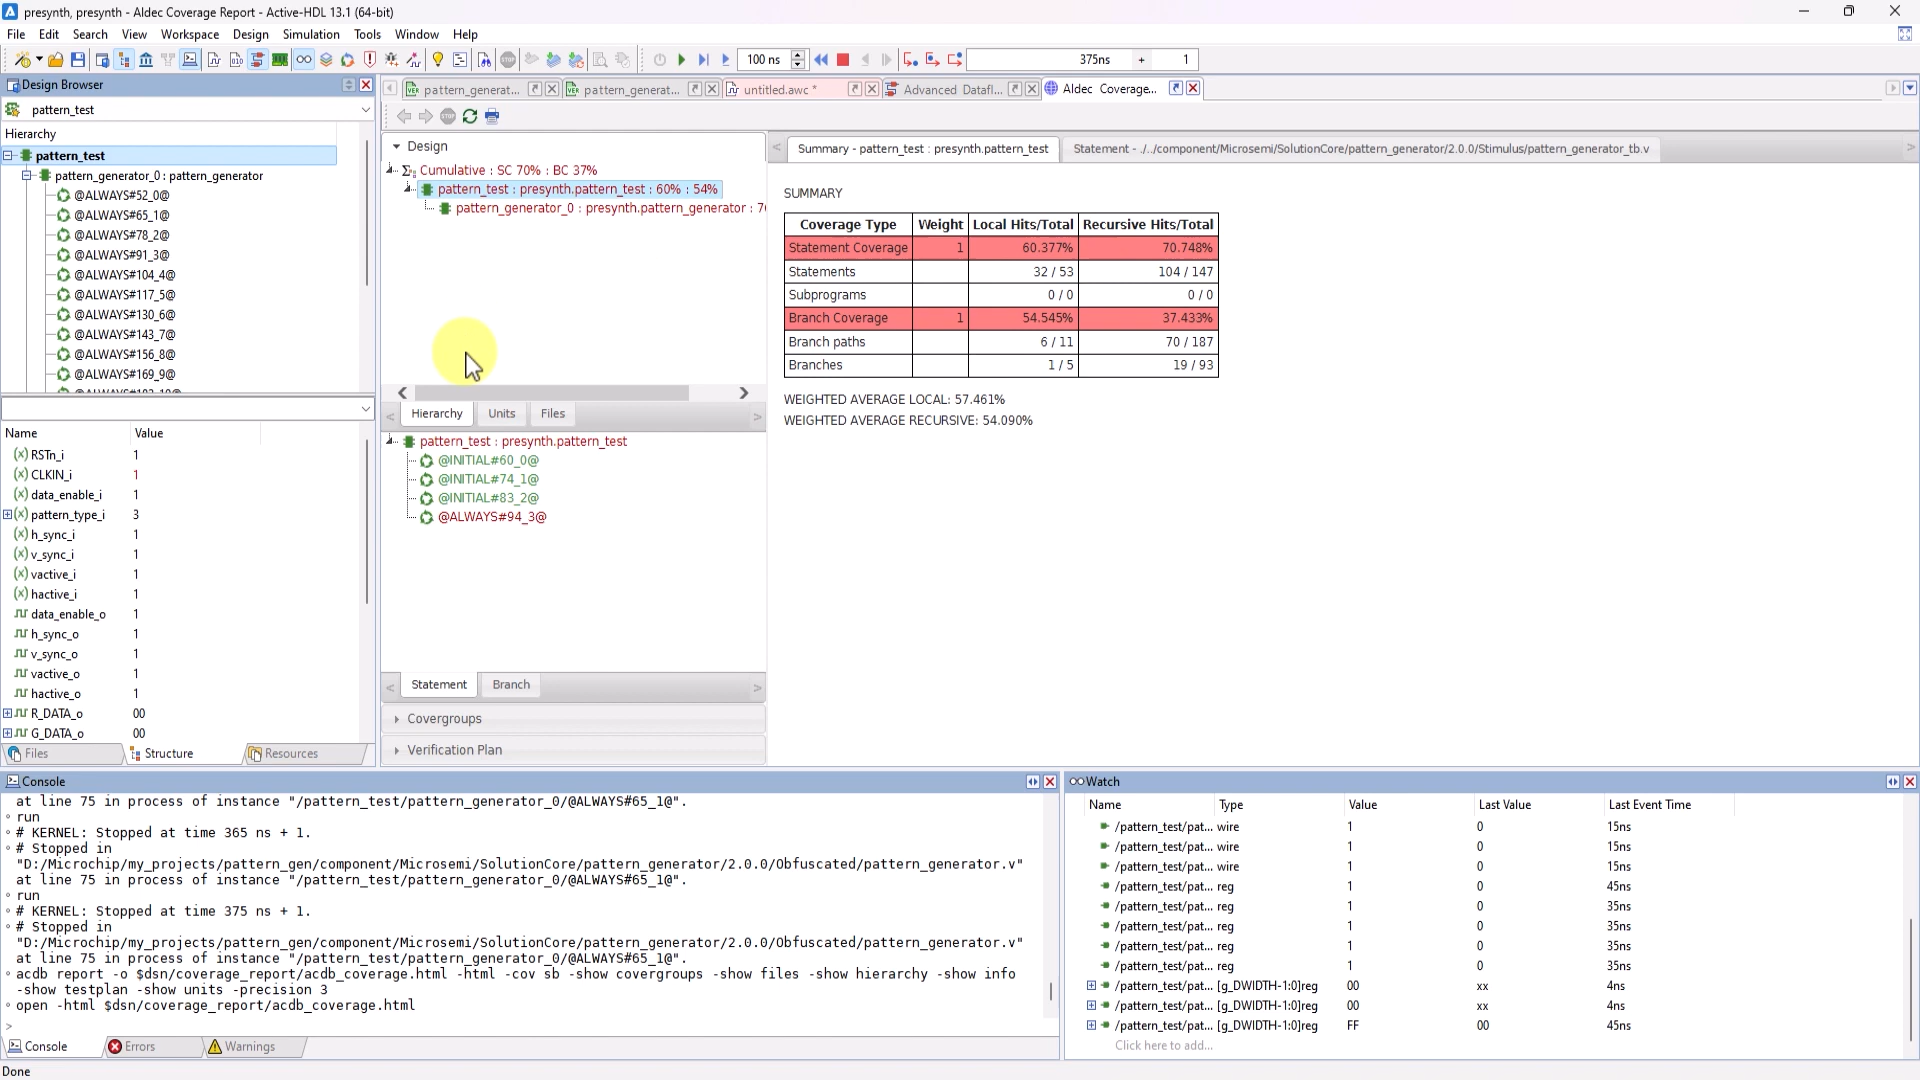 presynth, presynth - Aldec Coverage Report - Active-HDL 13.1 (64-bit)
File Edit Search View Workspace Design Simulation Tools Window Help
100 ns 375ns + 1
Design Browser
pattern_test
Hierarchy
pattern_test
pattern_generator_0 : pattern_generator
@ALWAYS#52_0@
@ALWAYS#65_1@
@ALWAYS#78_2@
@ALWAYS#91_3@
@ALWAYS#104_4@
@ALWAYS#117_5@
@ALWAYS#130_6@
@ALWAYS#143_7@
@ALWAYS#156_8@
@ALWAYS#169_9@
Name Value
RSTn_i 1
CLKIN_i 1
data_enable_i 1
pattern_type_i 3
h_sync_i 1
v_sync_i 1
vactive_i 1
hactive_i 1
data_enable_o 1
h_sync_o 1
v_sync_o 1
vactive_o 1
hactive_o 1
R_DATA_o 00
G_DATA_o 00
Files Structure Resources
pattern_generat... pattern_generat... untitled.awc * Advanced Datafl... Aldec Coverage...
Design
Cumulative : SC 70% : BC 37%
pattern_test : presynth.pattern_test : 60% : 54%
pattern_generator_0 : presynth.pattern_generator : 7
Hierarchy Units Files
pattern_test : presynth.pattern_test
@INITIAL#60_0@
@INITIAL#74_1@
@INITIAL#83_2@
@ALWAYS#94_3@
Statement Branch
Covergroups
Verification Plan
Summary - pattern_test : presynth.pattern_test Statement - ./../component/Microsemi/SolutionCore/pattern_generator/2.0.0/Stimulus/pattern_generator_tb.v
SUMMARY
Coverage Type Weight Local Hits/Total Recursive Hits/Total
Statement Coverage 1 60.377% 70.748%
Statements 32 / 53 104 / 147
Subprograms 0 / 0 0 / 0
Branch Coverage 1 54.545% 37.433%
Branch paths 6 / 11 70 / 187
Branches 1 / 5 19 / 93
WEIGHTED AVERAGE LOCAL: 57.461%
WEIGHTED AVERAGE RECURSIVE: 54.090%
Console
at line 75 in process of instance "/pattern_test/pattern_generator_0/@ALWAYS#65_1@".
run
# KERNEL: Stopped at time 365 ns + 1.
# Stopped in
"D:/Microchip/my_projects/pattern_gen/component/Microsemi/SolutionCore/pattern_generator/2.0.0/Obfuscated/pattern_generator.v"
at line 75 in process of instance "/pattern_test/pattern_generator_0/@ALWAYS#65_1@".
run
# KERNEL: Stopped at time 375 ns + 1.
# Stopped in
"D:/Microchip/my_projects/pattern_gen/component/Microsemi/SolutionCore/pattern_generator/2.0.0/Obfuscated/pattern_generator.v"
at line 75 in process of instance "/pattern_test/pattern_generator_0/@ALWAYS#65_1@".
acdb report -o $dsn/coverage_report/acdb_coverage.html -html -cov sb -show covergroups -show files -show hierarchy -show info
-show testplan -show units -precision 3
open -html $dsn/coverage_report/acdb_coverage.html
>
Console Errors Warnings
Watch
Name Type Value Last Value Last Event Time
/pattern_test/pat... wire 1 0 15ns
/pattern_test/pat... wire 1 0 15ns
/pattern_test/pat... wire 1 0 15ns
/pattern_test/pat... reg 1 0 45ns
/pattern_test/pat... reg 1 0 35ns
/pattern_test/pat... reg 1 0 35ns
/pattern_test/pat... reg 1 0 35ns
/pattern_test/pat... reg 1 0 35ns
/pattern_test/pat... [g_DWIDTH-1:0]reg 00 xx 4ns
/pattern_test/pat... [g_DWIDTH-1:0]reg 00 xx 4ns
/pattern_test/pat... [g_DWIDTH-1:0]reg FF 00 45ns
Click here to add...
Done